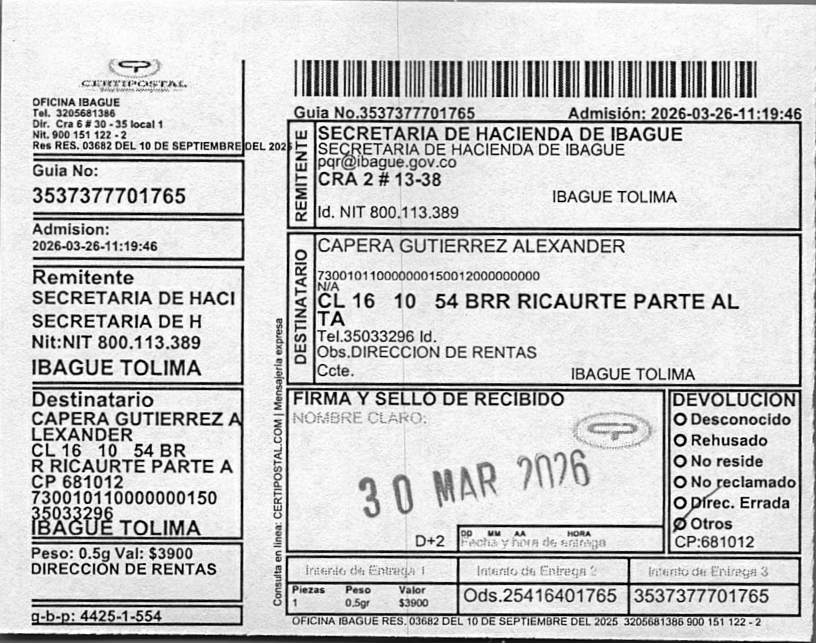 CERTIPOSTAL
OFICINA IBAGUE
Tel. 3205681386
Dir. Cra 6 # 30 - 35 local 1
Nit. 900 151 122 - 2
Res RES. 03682 DEL 10 DE SEPTIEMBRE DEL 2025
Guia No:
3537377701765
Admision:
2026-03-26-11:19:46
Remitente
SECRETARIA DE HACI
SECRETARIA DE H
Nit:NIT 800.113.389
IBAGUE TOLIMA
Destinatario
CAPERA GUTIERREZ A
LEXANDER
CL 16 10 54 BR
R RICAURTE PARTE A
CP 681012
7300101100000000150
35033296
IBAGUE TOLIMA
Peso: 0.5g Val: $3900
DIRECCION DE RENTAS
g-b-p: 4425-1-554
Consulta en linea: CERTIPOSTAL.COM | Mensajería expresa
Guia No.3537377701765 Admisión: 2026-03-26-11:19:46
REMITENTE
SECRETARIA DE HACIENDA DE IBAGUE
SECRETARIA DE HACIENDA DE IBAGUE
pqr@ibague.gov.co
CRA 2 # 13-38
IBAGUE TOLIMA
Id. NIT 800.113.389
DESTINATARIO
CAPERA GUTIERREZ ALEXANDER
730010110000000150012000000000
N/A
CL 16 10 54 BRR RICAURTE PARTE AL
TA
Tel.35033296 Id.
Obs.DIRECCION DE RENTAS
Ccte. IBAGUE TOLIMA
FIRMA Y SELLO DE RECIBIDO
NOMBRE CLARO:
30 MAR 2026
D+2
DD MM AA HORA
Fecha y hora de entrega
DEVOLUCION
Desconocido
Rehusado
No reside
No reclamado
Direc. Errada
Otros
CP:681012
Intento de Entrega 1 Intento de Entrega 2 Intento de Entrega 3
Piezas Peso Valor
1 0.5gr $3900
Ods.25416401765 3537377701765
OFICINA IBAGUE RES. 03682 DEL 10 DE SEPTIEMBRE DEL 2025 3205681386 900 151 122 - 2